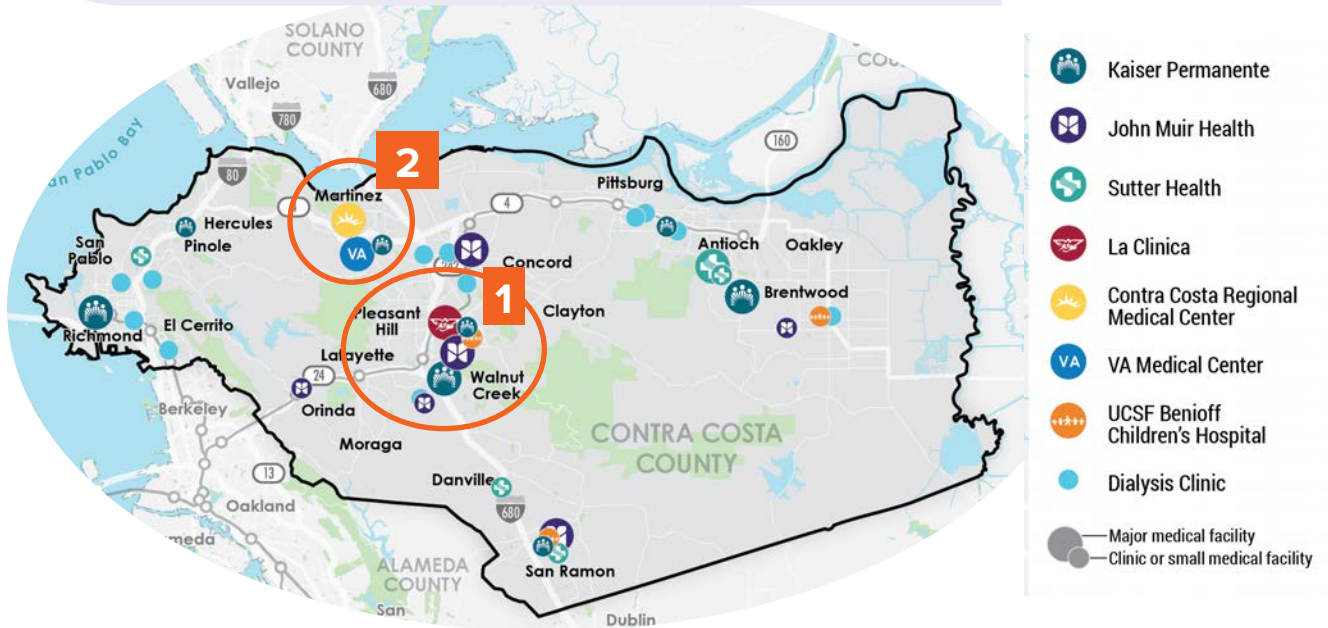 SOLANO
COUNTY
COU
Vallejo
680
780
an Pablo Bay
80
160
2
Martinez
Pittsburg
4
Hercules
Pinole
San
Pablo
VA
Concord
Antioch
Oakley
1
Brentwood
Clayton
Pleasant
Hill
El Cerrito
Richmond
Lafayette
24
Walnut
Creek
Orinda
Berkeley
Moraga
CONTRA COSTA
COUNTY
13
Danville
Oakland
680
meda
ALAMEDA
COUNTY
San Ramon
San
Dublin
Kaiser Permanente
John Muir Health
Sutter Health
La Clinica
Contra Costa Regional
Medical Center
VA
VA Medical Center
UCSF Benioff
Children's Hospital
Dialysis Clinic
Major medical facility
Clinic or small medical facility